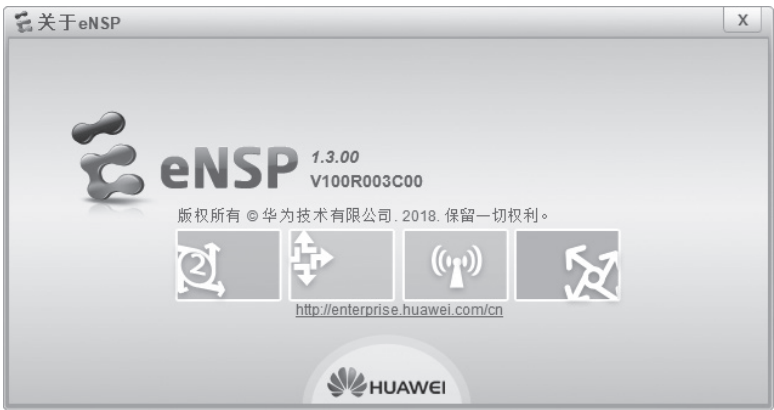 关于eNSP
X
eNSP 1.3.00
V100R003C00
版权所有 © 华为技术有限公司. 2018. 保留一切权利。
2
http://enterprise.huawei.com/cn
HUAWEI